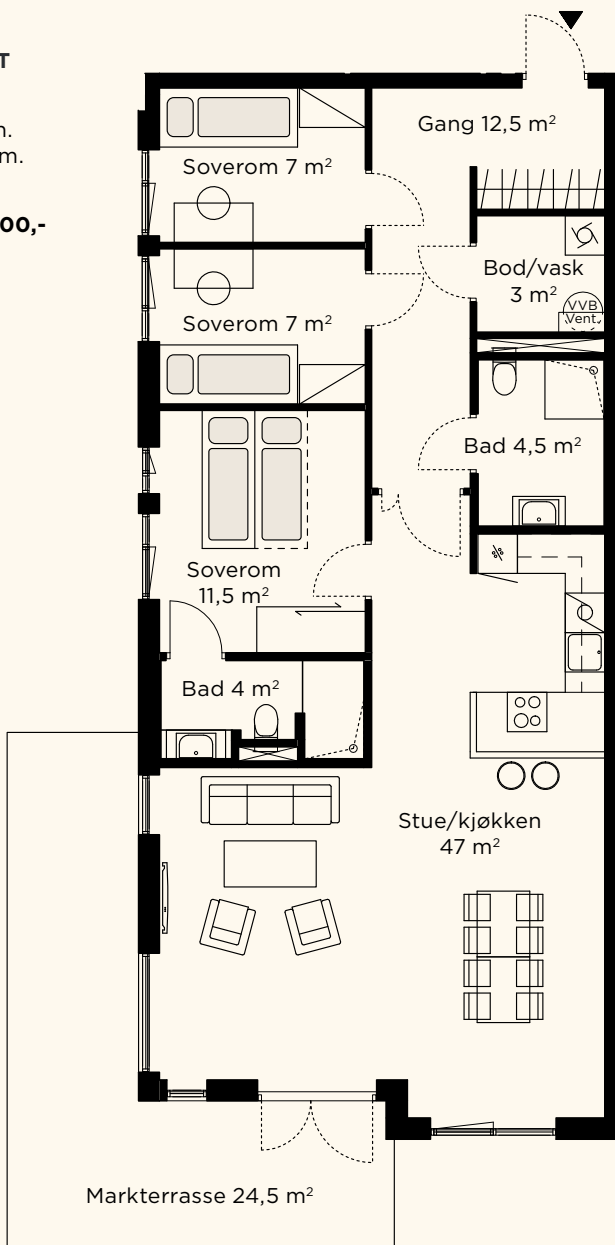 T
n.
m.
00,-
Gang 12,5 m²
Soverom 7 m²
Bod/vask
3 m²
VVB
Vent.
Soverom 7 m²
Bad 4,5 m²
Soverom
11,5 m²
Bad 4 m²
Stue/kjøkken
47 m²
Markterrasse 24,5 m²